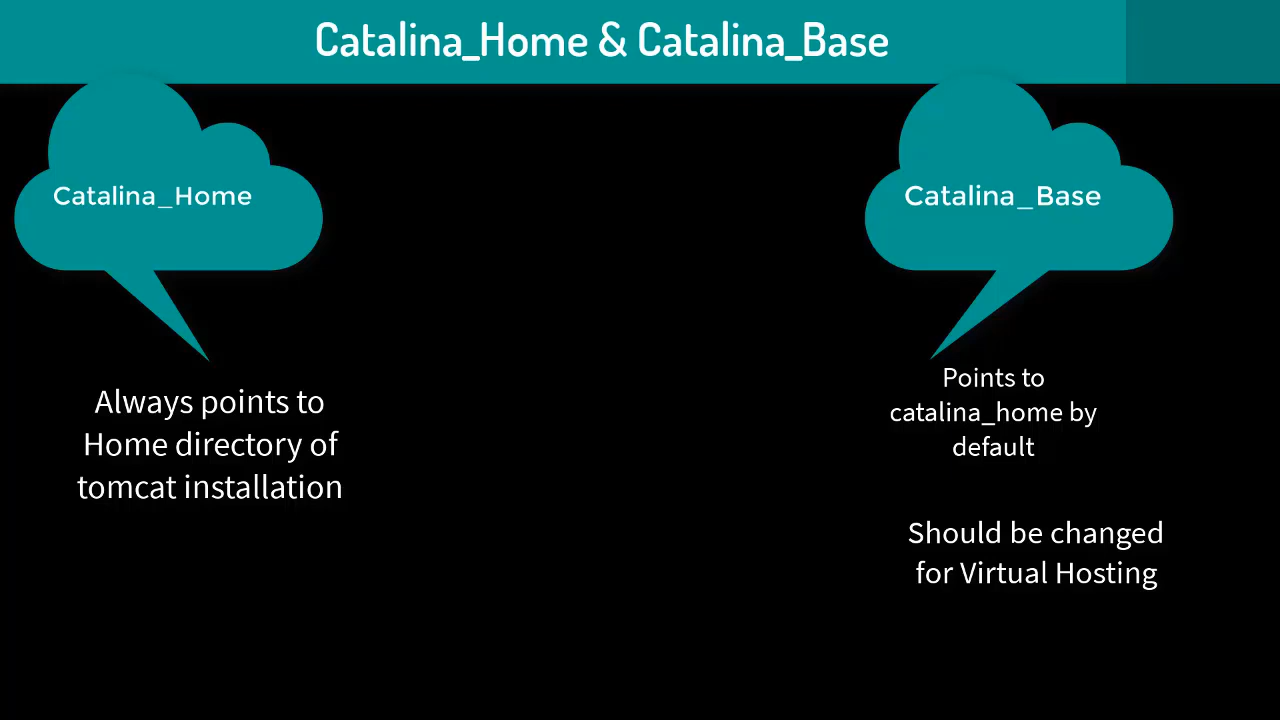 Catalina_Home & Catalina_Base
Catalina_Home
Always points to
Home directory of
tomcat installation
Catalina_Base
Points to
catalina_home by
default
Should be changed
for Virtual Hosting